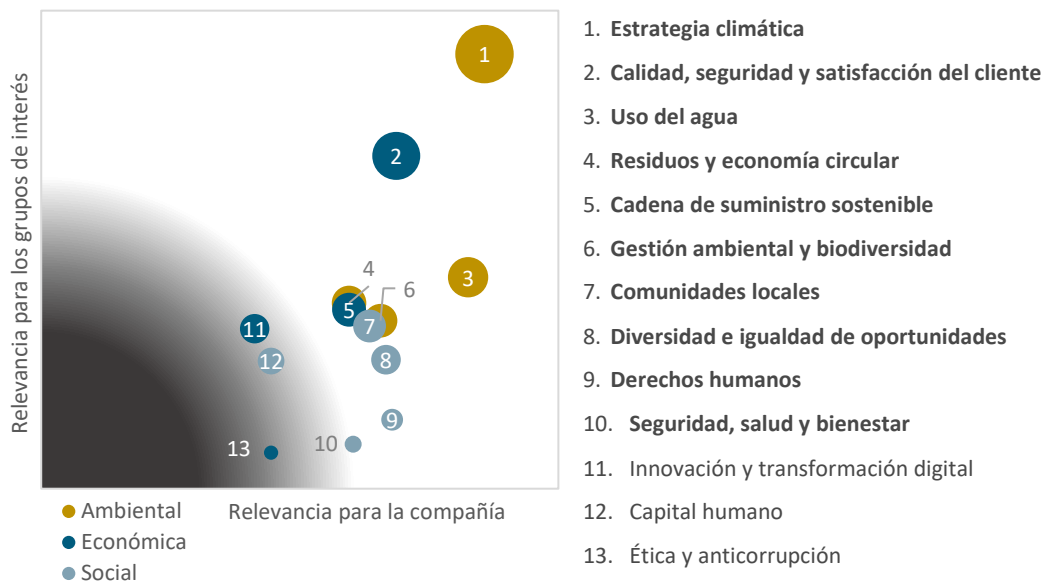 Relevancia para los grupos de interés
1
2
3
4
6
5
7
11
12
8
9
10
13
Ambiental
Relevancia para la compañía
Económica
Social
1. Estrategia climática
2. Calidad, seguridad y satisfacción del cliente
3. Uso del agua
4. Residuos y economía circular
5. Cadena de suministro sostenible
6. Gestión ambiental y biodiversidad
7. Comunidades locales
8. Diversidad e igualdad de oportunidades
9. Derechos humanos
10. Seguridad, salud y bienestar
11. Innovación y transformación digital
12. Capital humano
13. Ética y anticorrupción